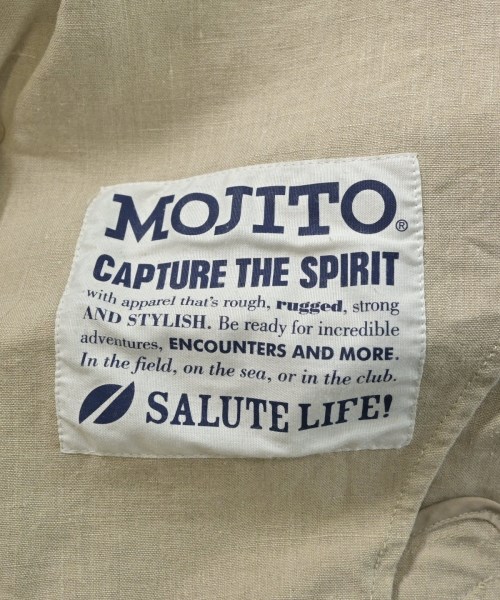 MOJITO®
CAPTURE THE SPIRIT
with apparel that's rough, rugged, strong
AND STYLISH. Be ready for incredible
adventures, ENCOUNTERS AND MORE.
In the field, on the sea, or in the club.
SALUTE LIFE!